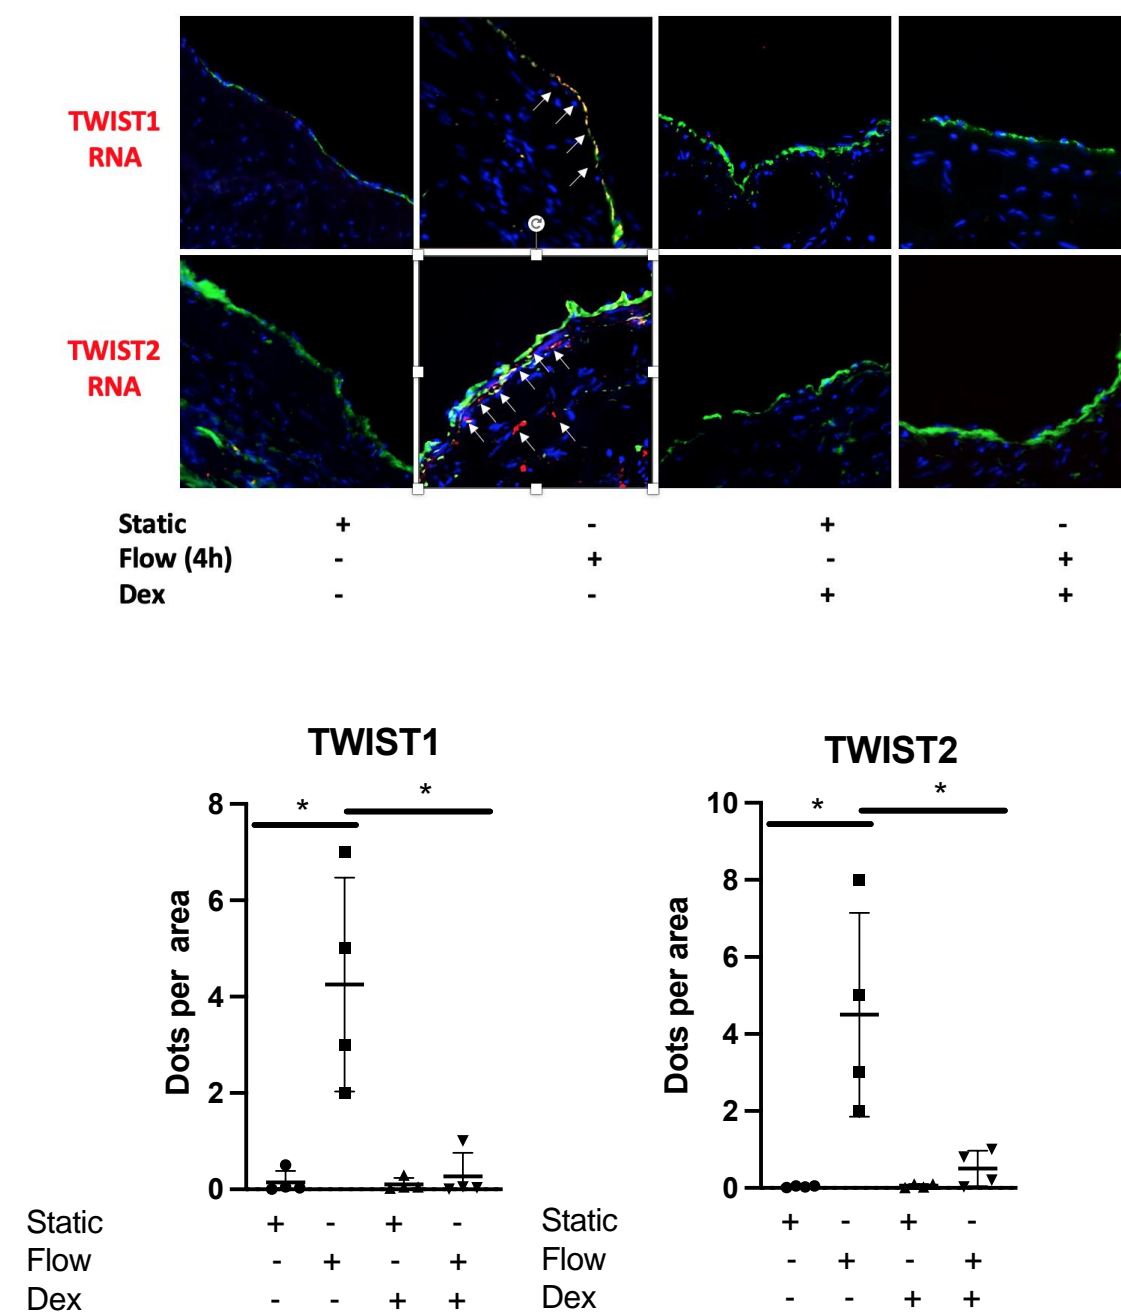 TWIST1
RNA
TWIST2
RNA
Static + - + -
Flow (4h) - + - +
Dex - - + +
TWIST1
* *
8
6
4
2
0
Dots per area
Static + - + -
Flow - + - +
Dex - - + +
TWIST2
* *
10
8
6
4
2
0
Dots per area
Static + - + -
Flow - + - +
Dex - - + +